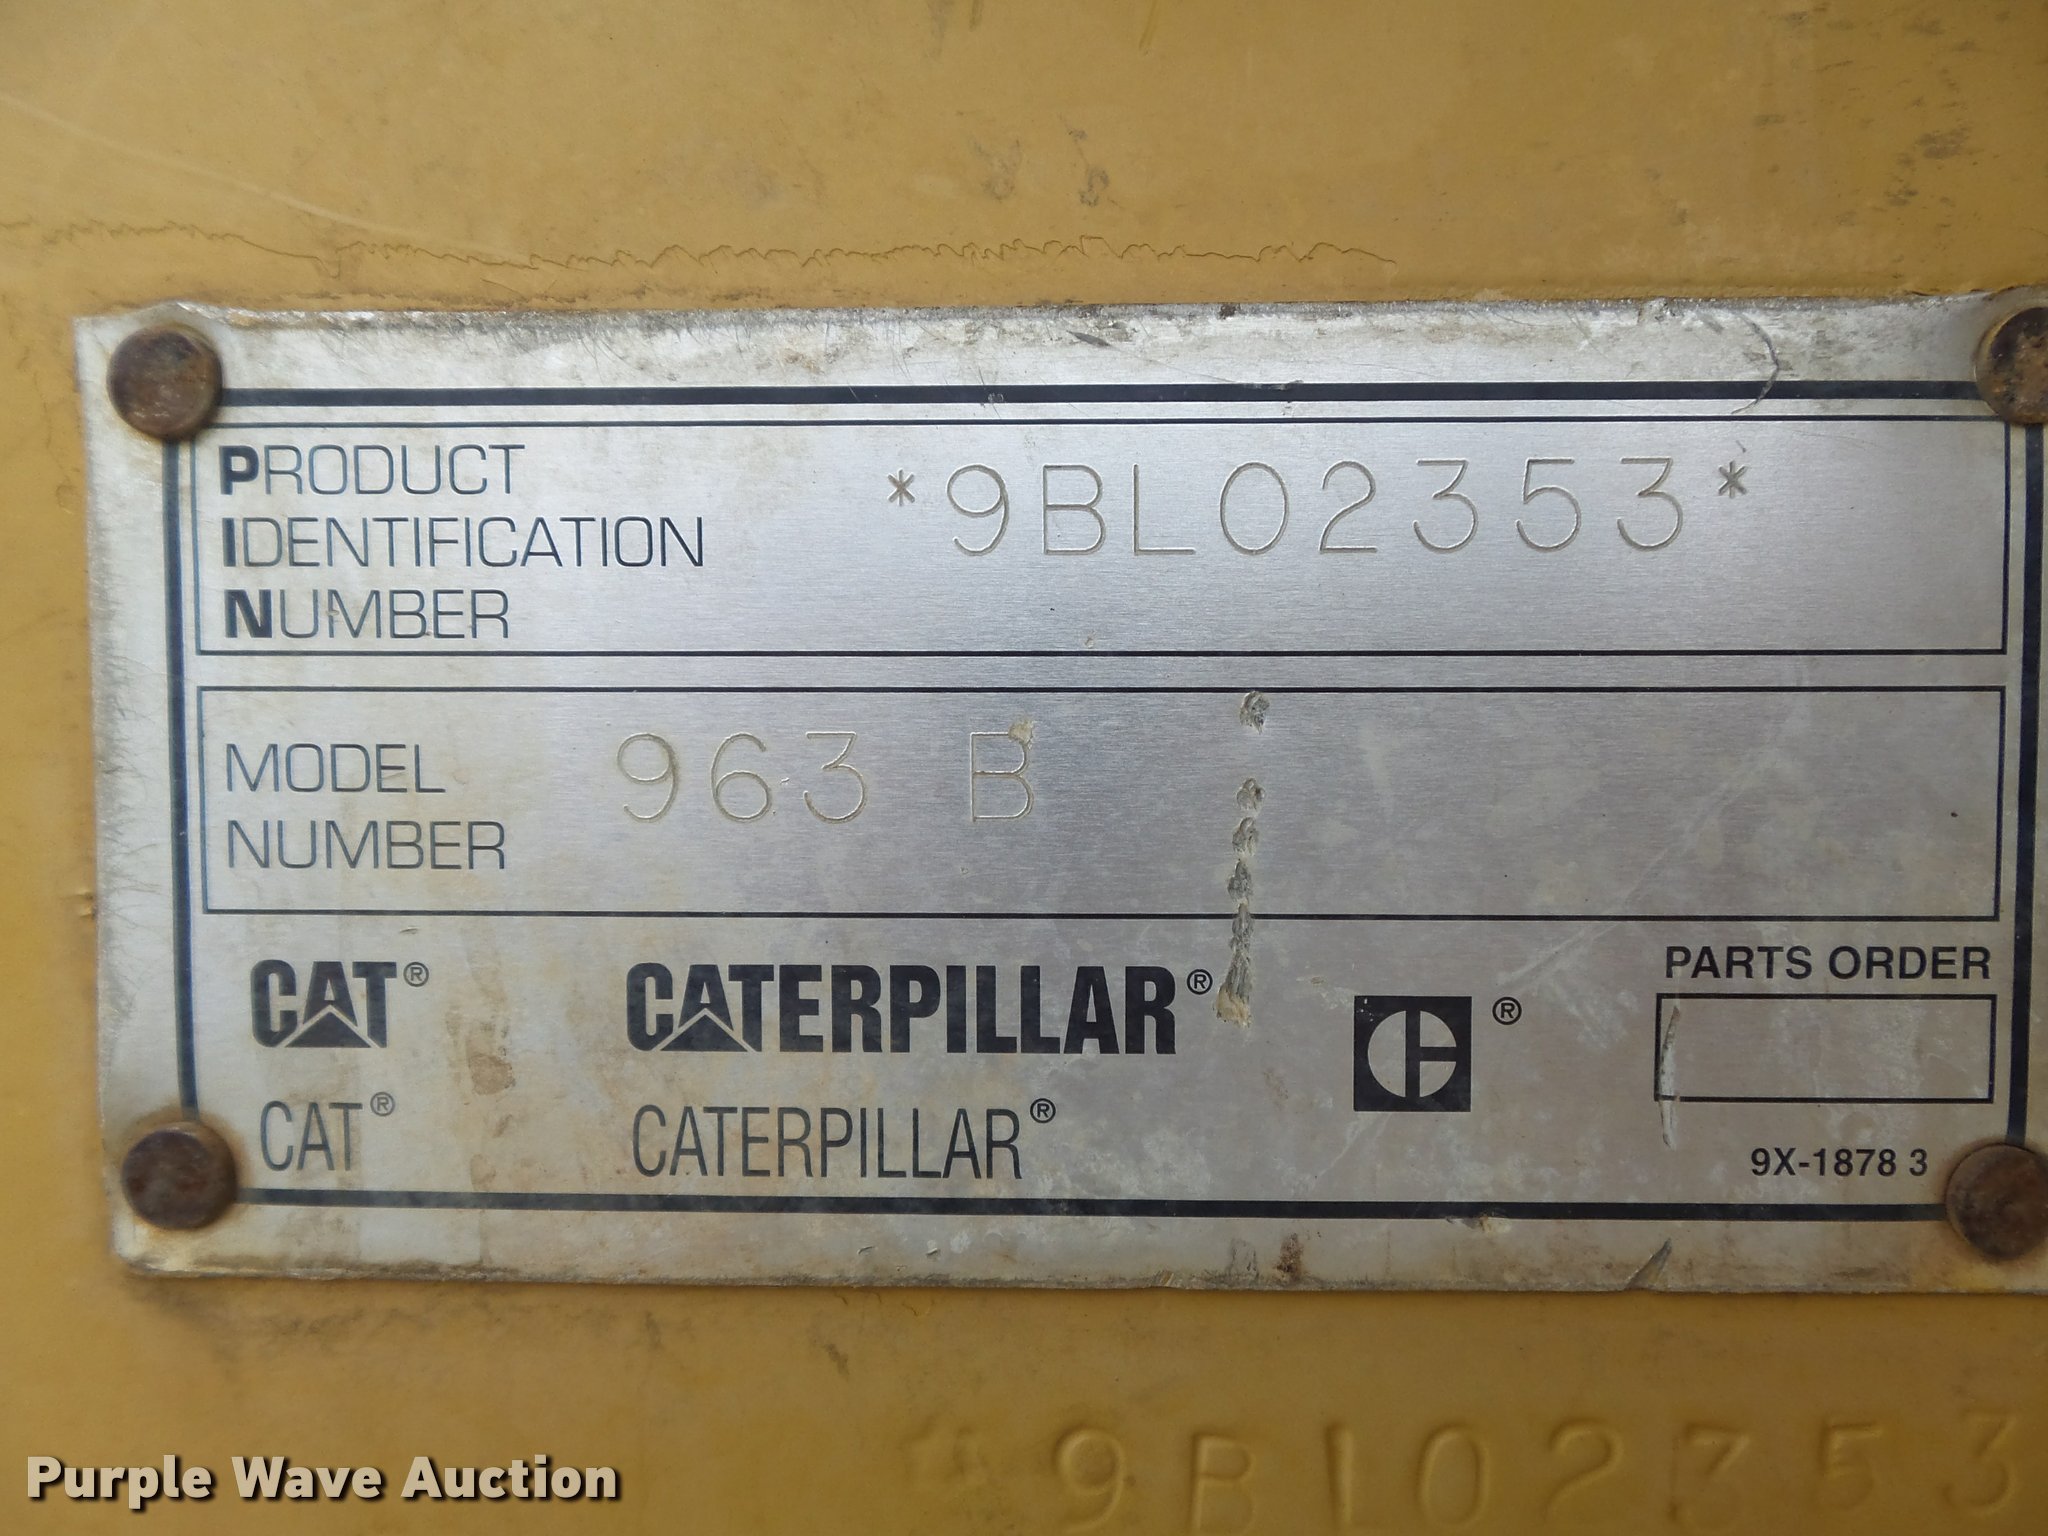 PRODUCT
IDENTIFICATION
NUMBER
*9BL02353*
MODEL
NUMBER
963 B
CAT® CATERPILLAR® ®
CAT® CATERPILLAR®
PARTS ORDER
9X-1878 3
*9BL02353
Purple Wave Auction